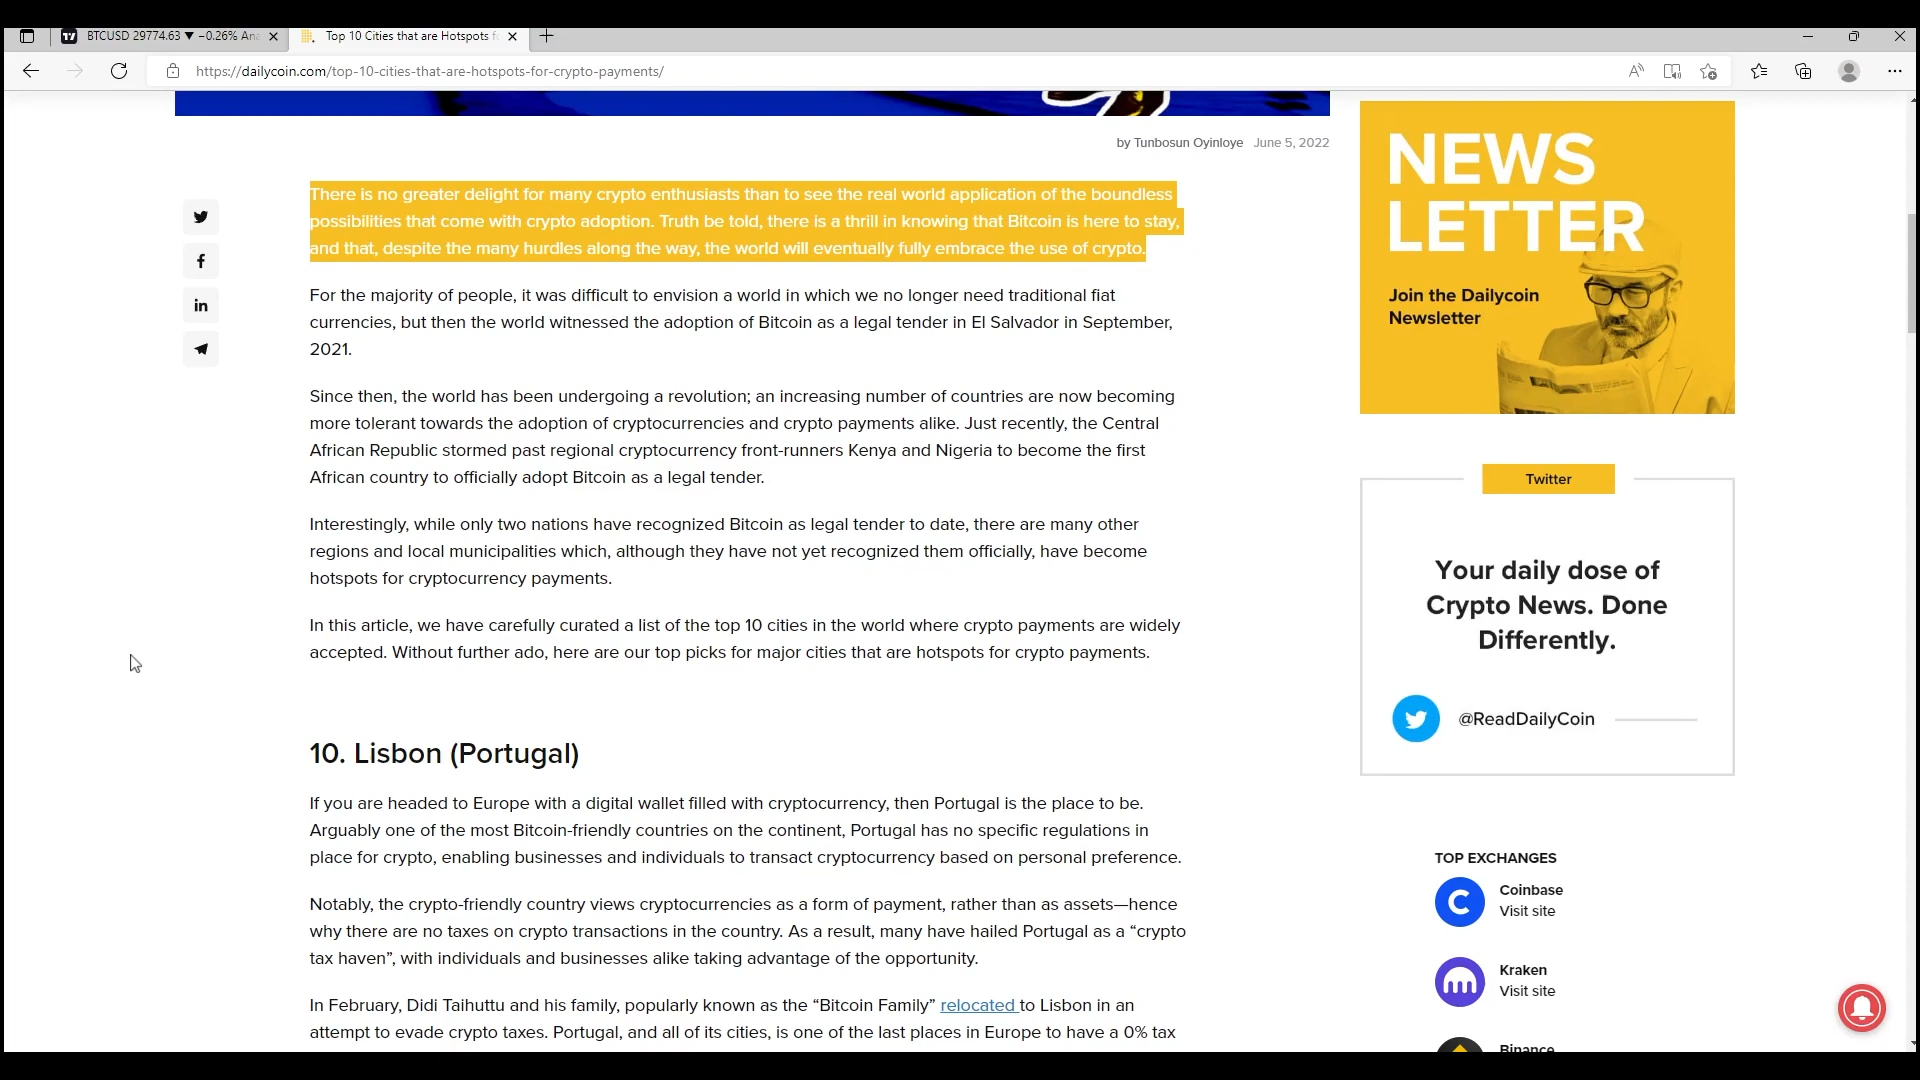 BTCUSD 29774.63 ▼ −0.26% Ana
Top 10 Cities that are Hotspots f
https://dailycoin.com/top-10-cities-that-are-hotspots-for-crypto-payments/
by Tunbosun Oyinloye June 5, 2022
There is no greater delight for many crypto enthusiasts than to see the real world application of the boundless
possibilities that come with crypto adoption. Truth be told, there is a thrill in knowing that Bitcoin is here to stay,
and that, despite the many hurdles along the way, the world will eventually fully embrace the use of crypto.
For the majority of people, it was difficult to envision a world in which we no longer need traditional fiat
currencies, but then the world witnessed the adoption of Bitcoin as a legal tender in El Salvador in September,
2021.
Since then, the world has been undergoing a revolution; an increasing number of countries are now becoming
more tolerant towards the adoption of cryptocurrencies and crypto payments alike. Just recently, the Central
African Republic stormed past regional cryptocurrency front-runners Kenya and Nigeria to become the first
African country to officially adopt Bitcoin as a legal tender.
Interestingly, while only two nations have recognized Bitcoin as legal tender to date, there are many other
regions and local municipalities which, although they have not yet recognized them officially, have become
hotspots for cryptocurrency payments.
In this article, we have carefully curated a list of the top 10 cities in the world where crypto payments are widely
accepted. Without further ado, here are our top picks for major cities that are hotspots for crypto payments.
10. Lisbon (Portugal)
If you are headed to Europe with a digital wallet filled with cryptocurrency, then Portugal is the place to be.
Arguably one of the most Bitcoin-friendly countries on the continent, Portugal has no specific regulations in
place for crypto, enabling businesses and individuals to transact cryptocurrency based on personal preference.
Notably, the crypto-friendly country views cryptocurrencies as a form of payment, rather than as assets—hence
why there are no taxes on crypto transactions in the country. As a result, many have hailed Portugal as a “crypto
tax haven”, with individuals and businesses alike taking advantage of the opportunity.
In February, Didi Taihuttu and his family, popularly known as the “Bitcoin Family” relocated to Lisbon in an
attempt to evade crypto taxes. Portugal, and all of its cities, is one of the last places in Europe to have a 0% tax
NEWS
LETTER
Join the Dailycoin
Newsletter
Twitter
Your daily dose of
Crypto News. Done
Differently.
@ReadDailyCoin
TOP EXCHANGES
Coinbase
Visit site
Kraken
Visit site
Binance